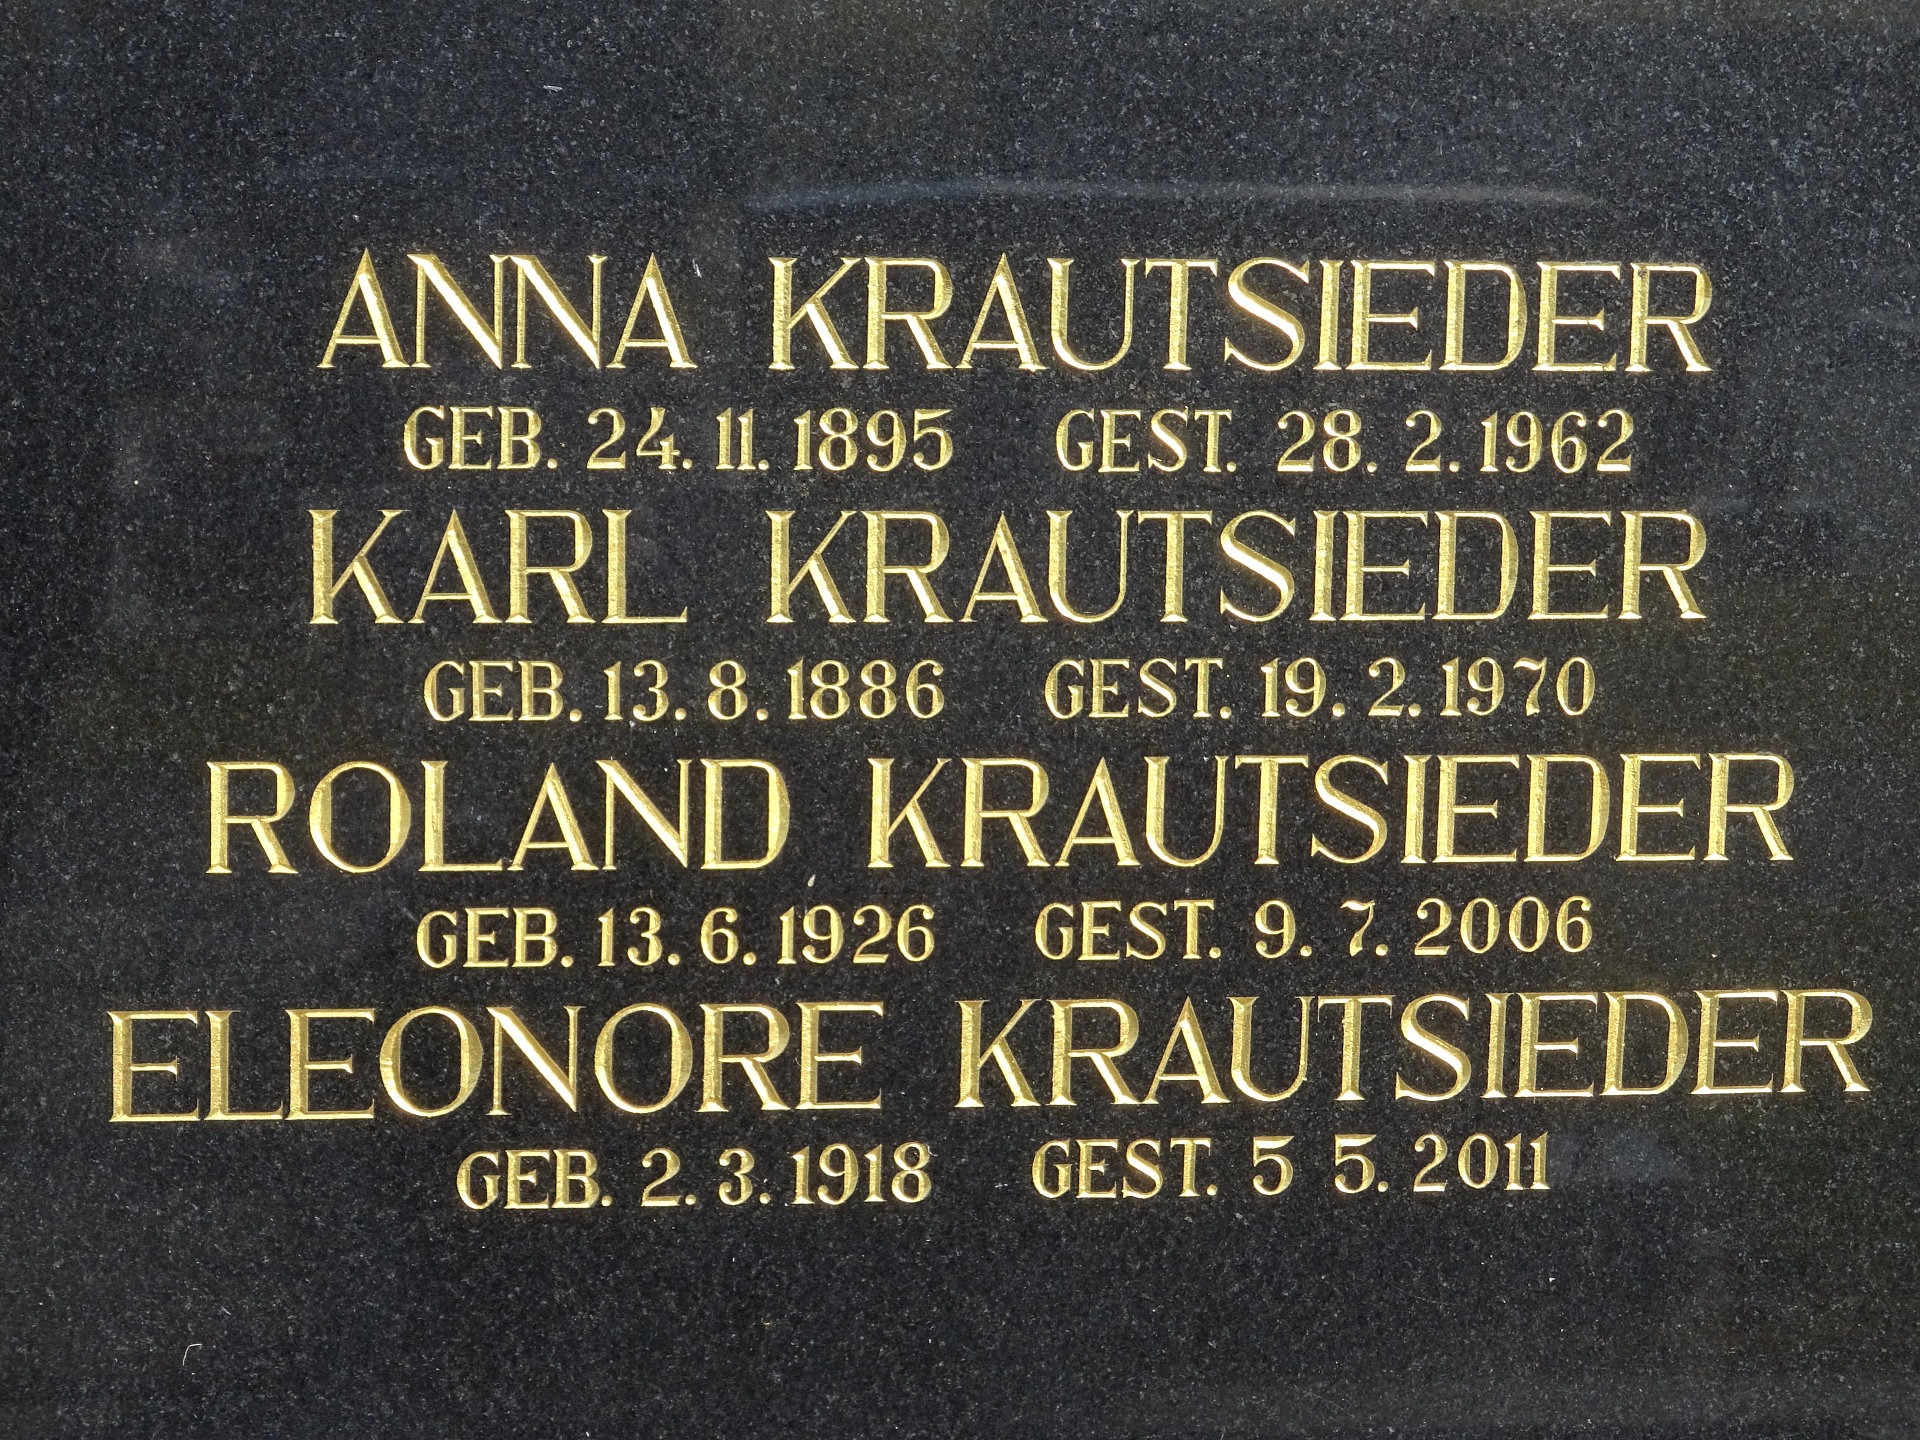 ANNA KRAUTSIEDER
GEB. 24. 11. 1895 GEST. 28. 2. 1962
KARL KRAUTSIEDER
GEB. 13. 8. 1886 GEST. 19. 2. 1970
ROLAND KRAUTSIEDER
GEB. 13. 6. 1926 GEST. 9. 7. 2006
ELEONORE KRAUTSIEDER
GEB. 2. 3. 1918 GEST. 5 5. 2011